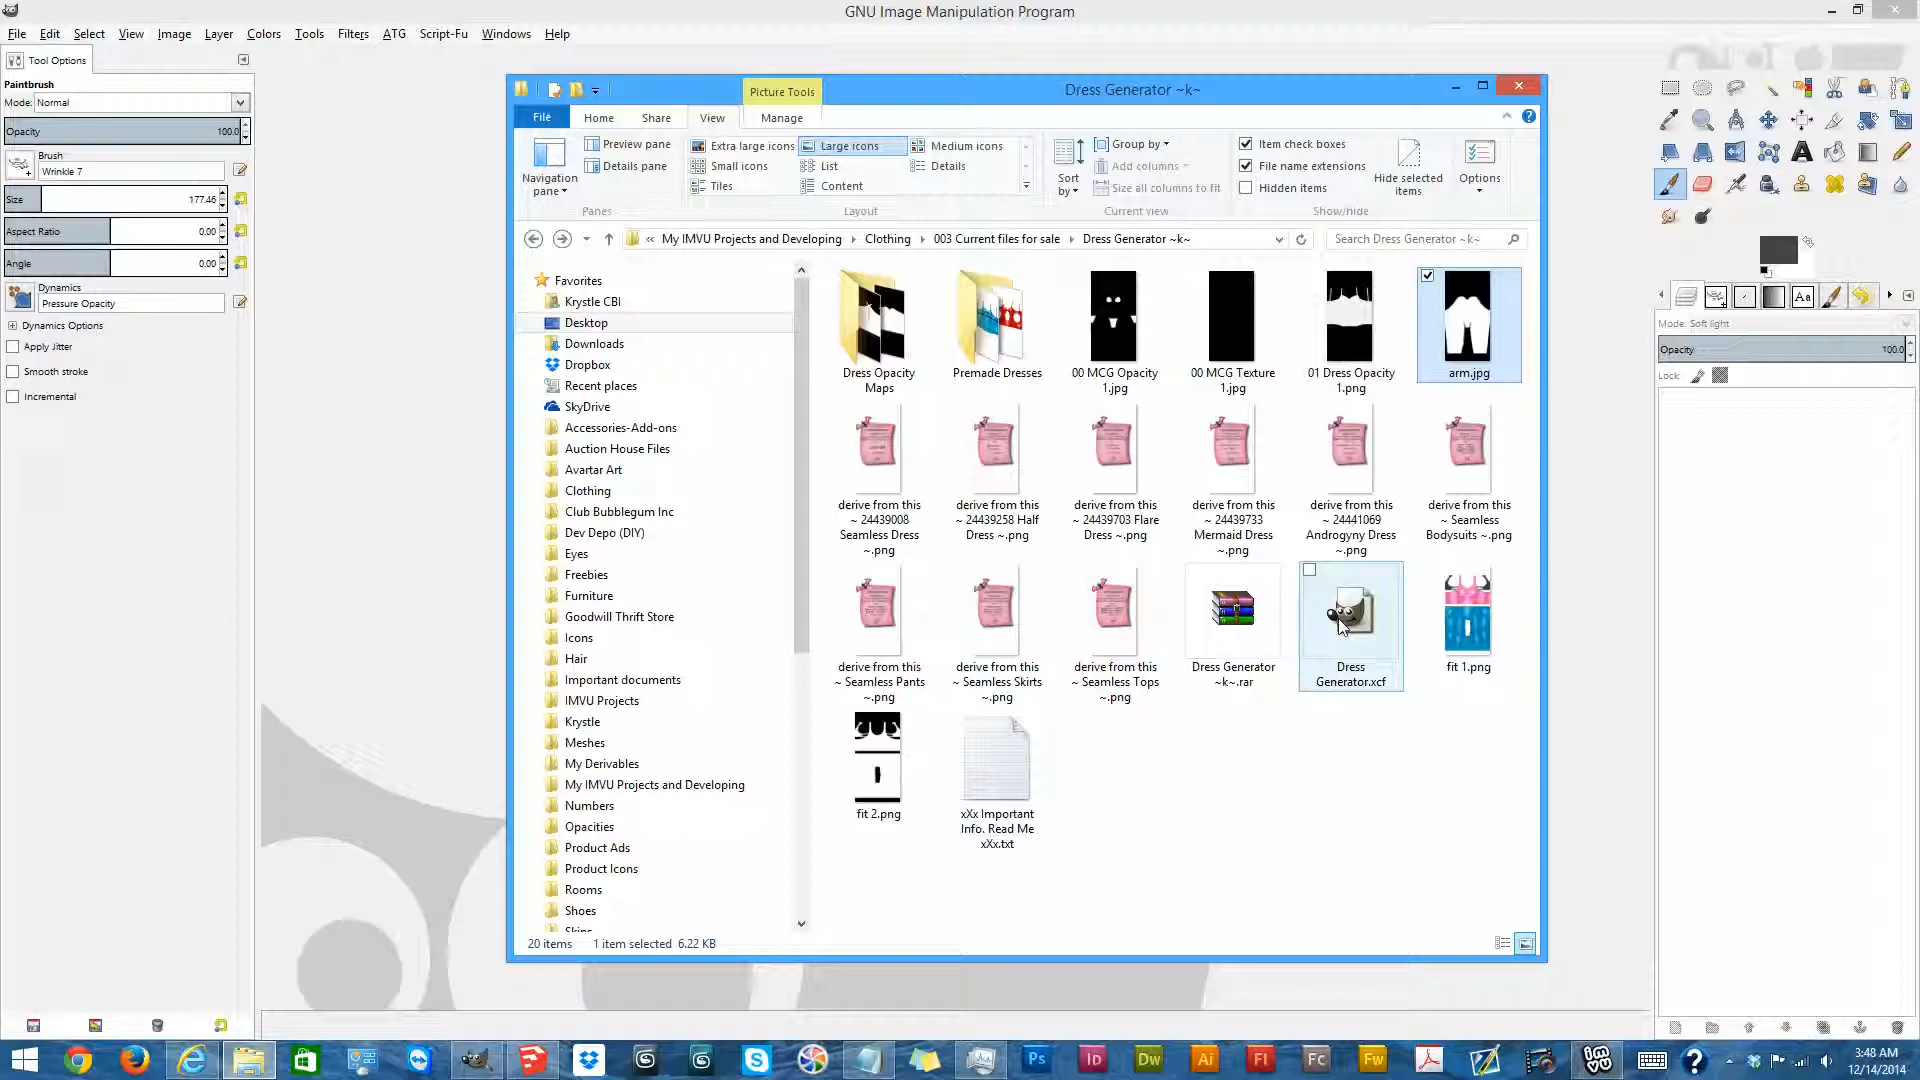 GNU Image Manipulation Program
File Edit Select View Image Layer Colors Tools Filters ATG Script-Fu Windows Help
Tool Options
Paintbrush
Mode: Normal
Opacity 100.0
Brush
Wrinkle 7
Size 177.46
Aspect Ratio 0.00
Angle 0.00
Dynamics
Pressure Opacity
Dynamics Options
Apply Jitter
Smooth stroke
Incremental
Picture Tools
Dress Generator ~k~
File Home Share View Manage
Navigation pane
Preview pane
Details pane
Panes
Extra large icons Large icons Medium icons
Small icons List Details
Tiles Content
Layout
Sort by
Group by
Add columns
Size all columns to fit
Current view
Item check boxes
File name extensions
Hidden items
Hide selected items
Show/hide
Options
« My IMVU Projects and Developing Clothing 003 Current files for sale Dress Generator ~k~
Search Dress Generator ~k~
Favorites
Krystle CBI
Desktop
Downloads
Dropbox
Recent places
SkyDrive
Accessories-Add-ons
Auction House Files
Avartar Art
Clothing
Club Bubblegum Inc
Dev Depo (DIY)
Eyes
Freebies
Furniture
Goodwill Thrift Store
Icons
Hair
Important documents
IMVU Projects
Krystle
Meshes
My Derivables
My IMVU Projects and Developing
Numbers
Opacities
Product Ads
Product Icons
Rooms
Shoes
Skins
Dress Opacity Maps
Premade Dresses
00 MCG Opacity 1.jpg
00 MCG Texture 1.jpg
01 Dress Opacity 1.png
arm.jpg
derive from this ~ 24439008 Seamless Dress ~.png
derive from this ~ 24439258 Half Dress ~.png
derive from this ~ 24439703 Flare Dress ~.png
derive from this ~ 24439733 Mermaid Dress ~.png
derive from this ~ 24441069 Androgyny Dress ~.png
derive from this ~ Seamless Bodysuits ~.png
derive from this ~ Seamless Pants ~.png
derive from this ~ Seamless Skirts ~.png
derive from this ~ Seamless Tops ~.png
Dress Generator ~k~.rar
Dress Generator.xcf
fit 1.png
fit 2.png
xXx Important Info. Read Me xXx.txt
20 items 1 item selected 6.22 KB
Mode: Soft light
Opacity 100.0
Lock:
Aa
Ps Id Dw Ai Fl Fc Fw
3:48 AM
12/14/2014